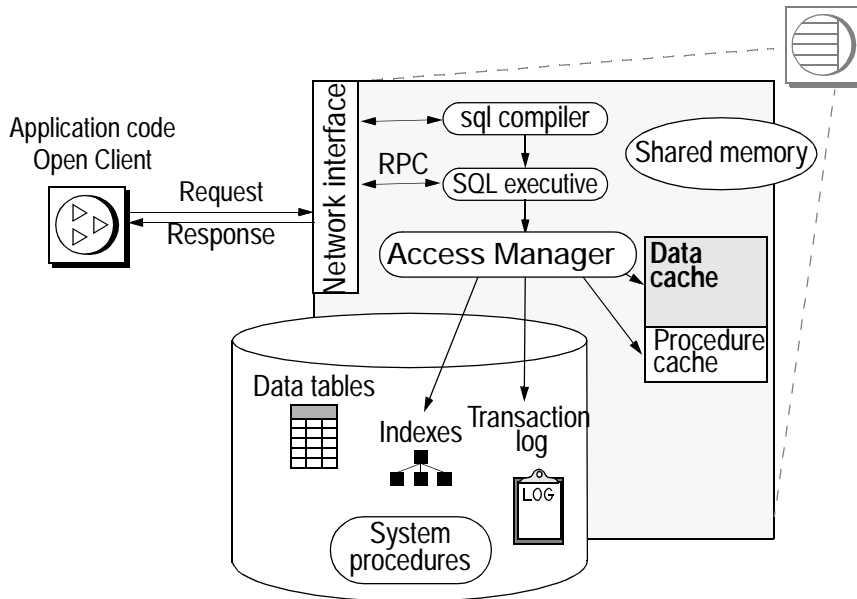 Application code
Open Client
Request
Response
Network interface
sql compiler
RPC
SQL executive
Shared memory
Access Manager
Data
cache
Procedure
cache
Data tables
Indexes
Transaction
log
LOG
System
procedures